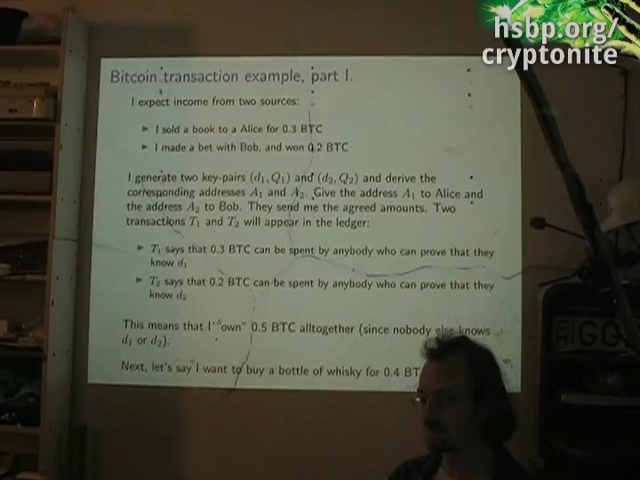 hsbp.org/
cryptonite
Bitcoin transaction example, part I.
I expect income from two sources:
► I sold a book to a Alice for 0.3 BTC
► I made a bet with Bob, and won 0.2 BTC
I generate two key-pairs (d₁, Q₁) and (d₂, Q₂) and derive the
corresponding addresses A₁ and A₂. Give the address A₁ to Alice and
the address A₂ to Bob. They send me the agreed amounts. Two
transactions T₁ and T₂ will appear in the ledger:
► T₁ says that 0.3 BTC can be spent by anybody who can prove that they
know d₁
► T₂ says that 0.2 BTC can be spent by anybody who can prove that they
know d₂
This means that I "own" 0.5 BTC alltogether (since nobody else knows
d₁ or d₂).
Next, let's say I want to buy a bottle of whisky for 0.4 BT